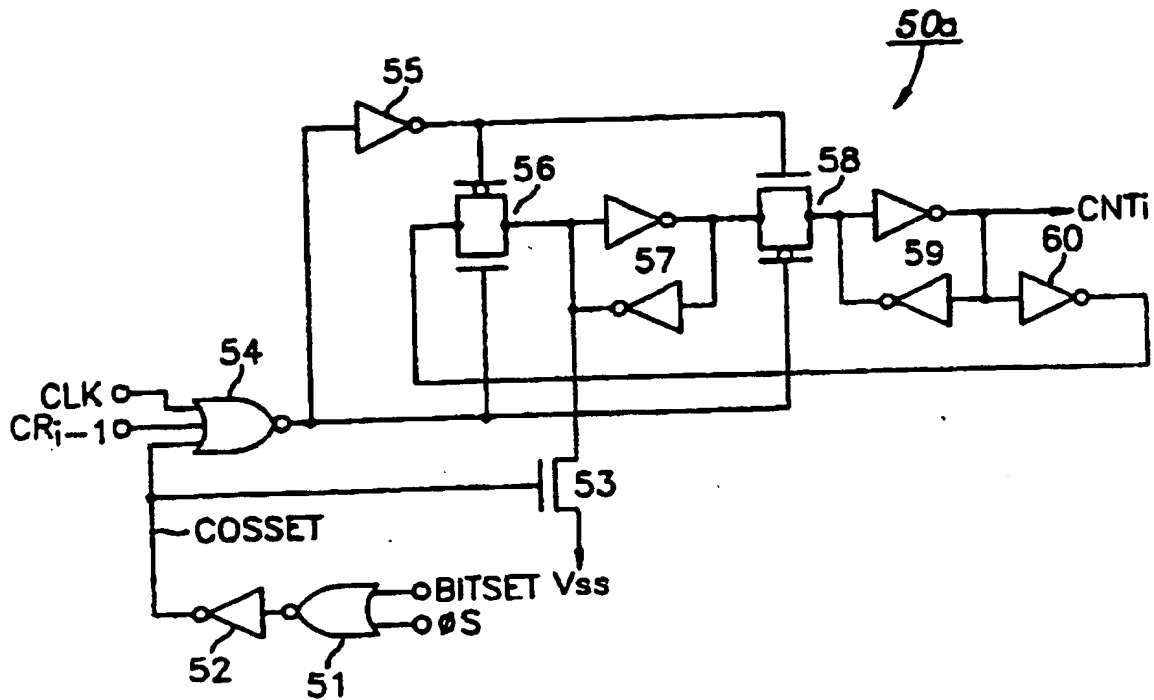 50a
55
56
58
CNTi
57
59
60
54
CLK
CRi-1
53
COSSET
BITSET
Vss
øS
52
51